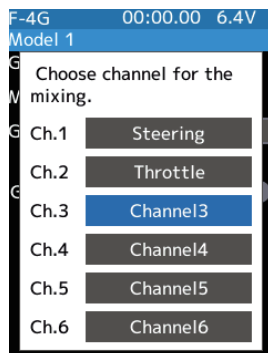 F-4G 00:00.00 6.4V
Model 1
Choose channel for the
mixing.
Ch.1 Steering
Ch.2 Throttle
Ch.3 Channel3
Ch.4 Channel4
Ch.5 Channel5
Ch.6 Channel6